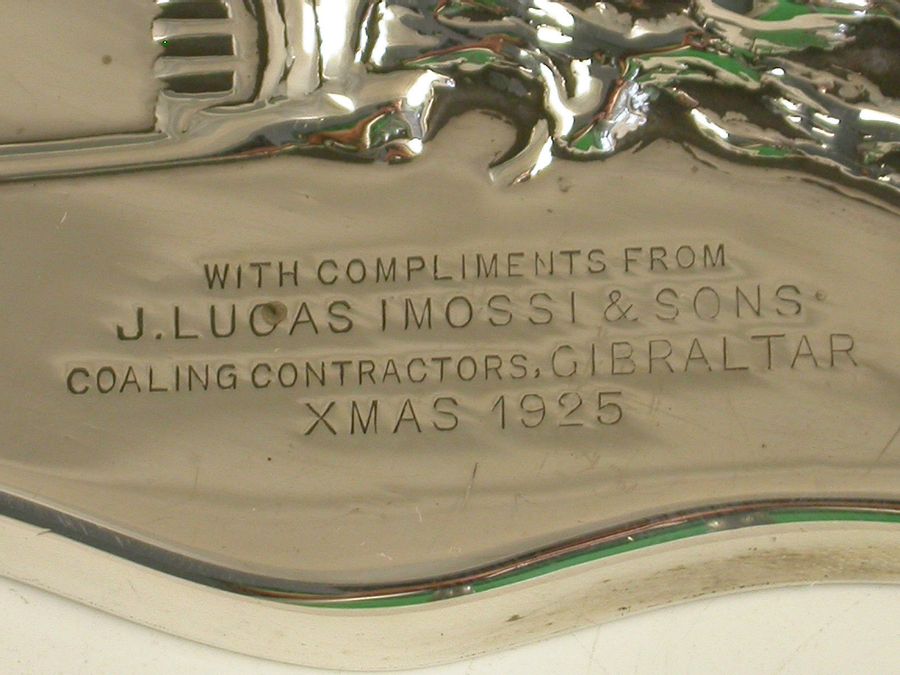 WITH COMPLIMENTS FROM
J. LUCAS IMOSSI & SONS
COALING CONTRACTORS, GIBRALTAR
XMAS 1925